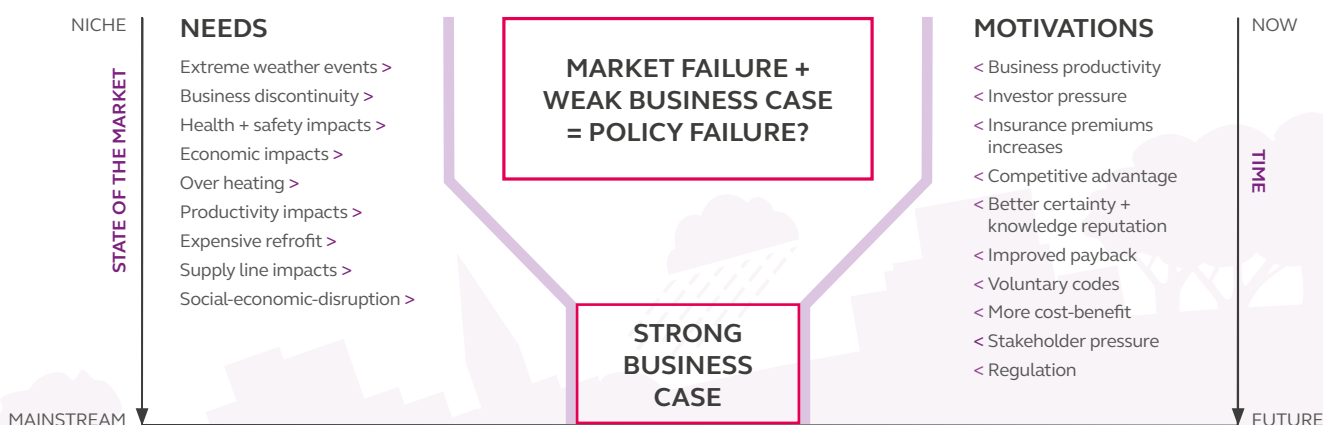 NICHE
STATE OF THE MARKET
MAINSTREAM
NEEDS
Extreme weather events >
Business discontinuity >
Health + safety impacts >
Economic impacts >
Over heating >
Productivity impacts >
Expensive refrofit >
Supply line impacts >
Social-economic-disruption >
MARKET FAILURE +
WEAK BUSINESS CASE
= POLICY FAILURE?
STRONG
BUSINESS
CASE
MOTIVATIONS
< Business productivity
< Investor pressure
< Insurance premiums
increases
< Competitive advantage
< Better certainty +
knowledge reputation
< Improved payback
< Voluntary codes
< More cost-benefit
< Stakeholder pressure
< Regulation
NOW
TIME
FUTURE